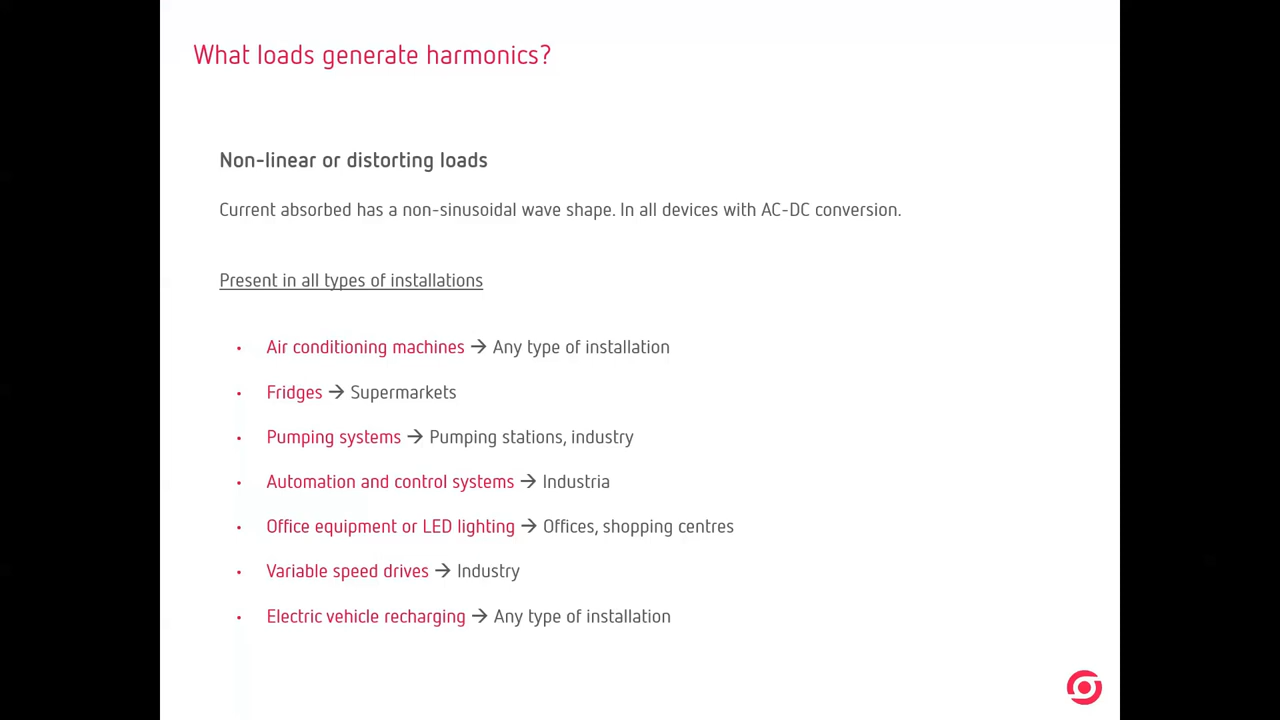 What loads generate harmonics?
Non-linear or distorting loads
Current absorbed has a non-sinusoidal wave shape. In all devices with AC-DC conversion.
Present in all types of installations
• Air conditioning machines → Any type of installation
• Fridges → Supermarkets
• Pumping systems → Pumping stations, industry
• Automation and control systems → Industria
• Office equipment or LED lighting → Offices, shopping centres
• Variable speed drives → Industry
• Electric vehicle recharging → Any type of installation